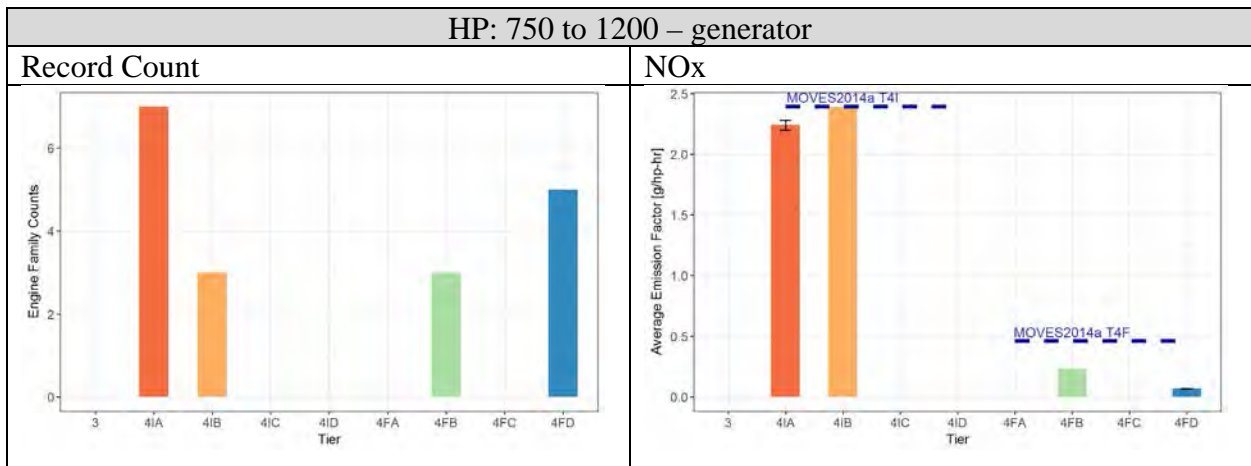 HP: 750 to 1200 – generator
Record Count
NOx
Engine Family Counts
6
4
2
0
3 4IA 4IB 4IC 4ID 4FA 4FB 4FC 4FD
Tier
Average Emission Factor [g/hp-hr]
2.5
2.0
1.5
1.0
0.5
0.0
MOVES2014a T4I
MOVES2014a T4F
3 4IA 4IB 4IC 4ID 4FA 4FB 4FC 4FD
Tier